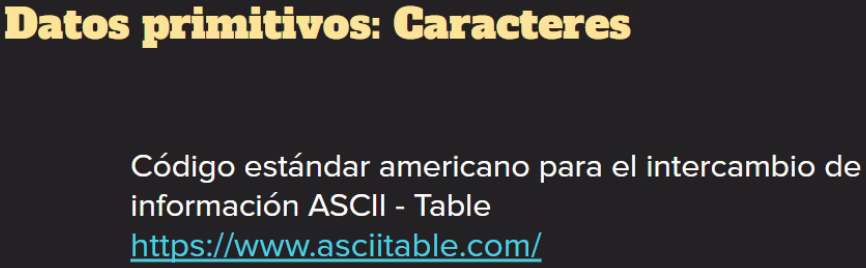 Datos primitivos: Caracteres
Código estándar americano para el intercambio de
información ASCII - Table
https://www.asciitable.com/